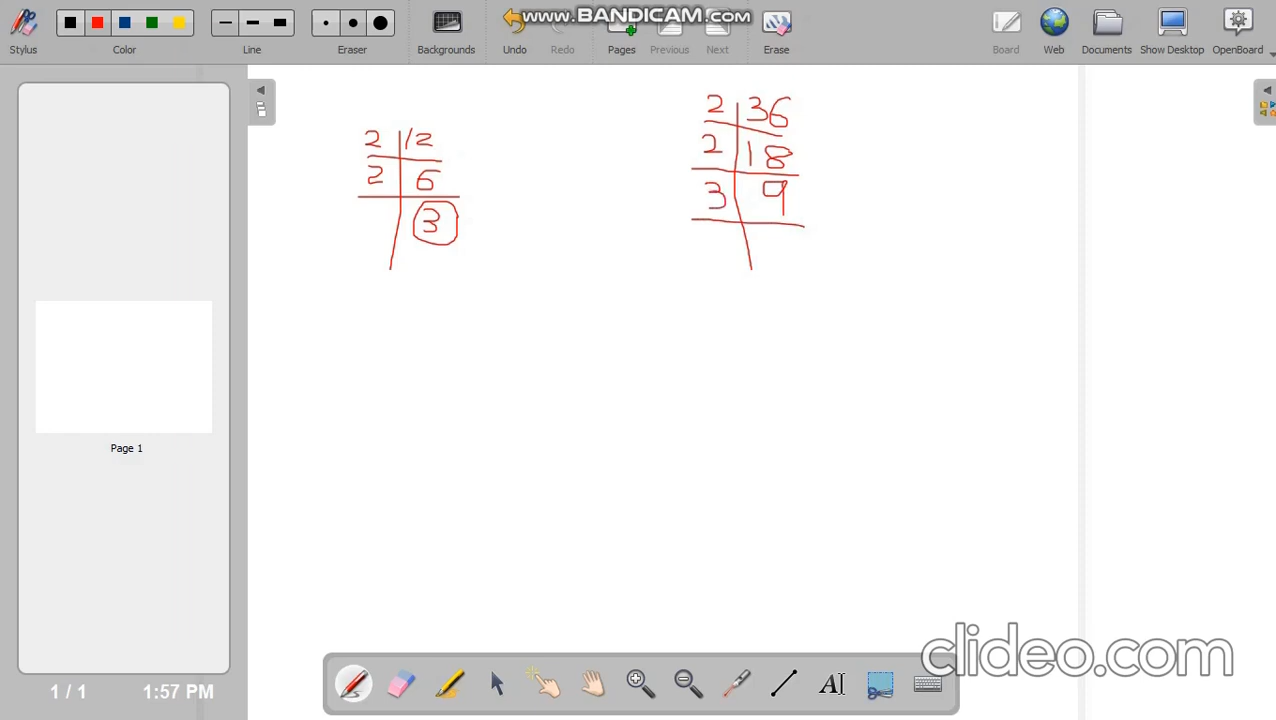 www.BANDICAM.com
Stylus Color Line Eraser Backgrounds Undo Redo Pages Previous Next Erase Board Web Documents Show Desktop OpenBoard
2 12
2 6
3
2 36
2 18
3 9
Page 1
1 / 1 1:57 PM
clideo.com